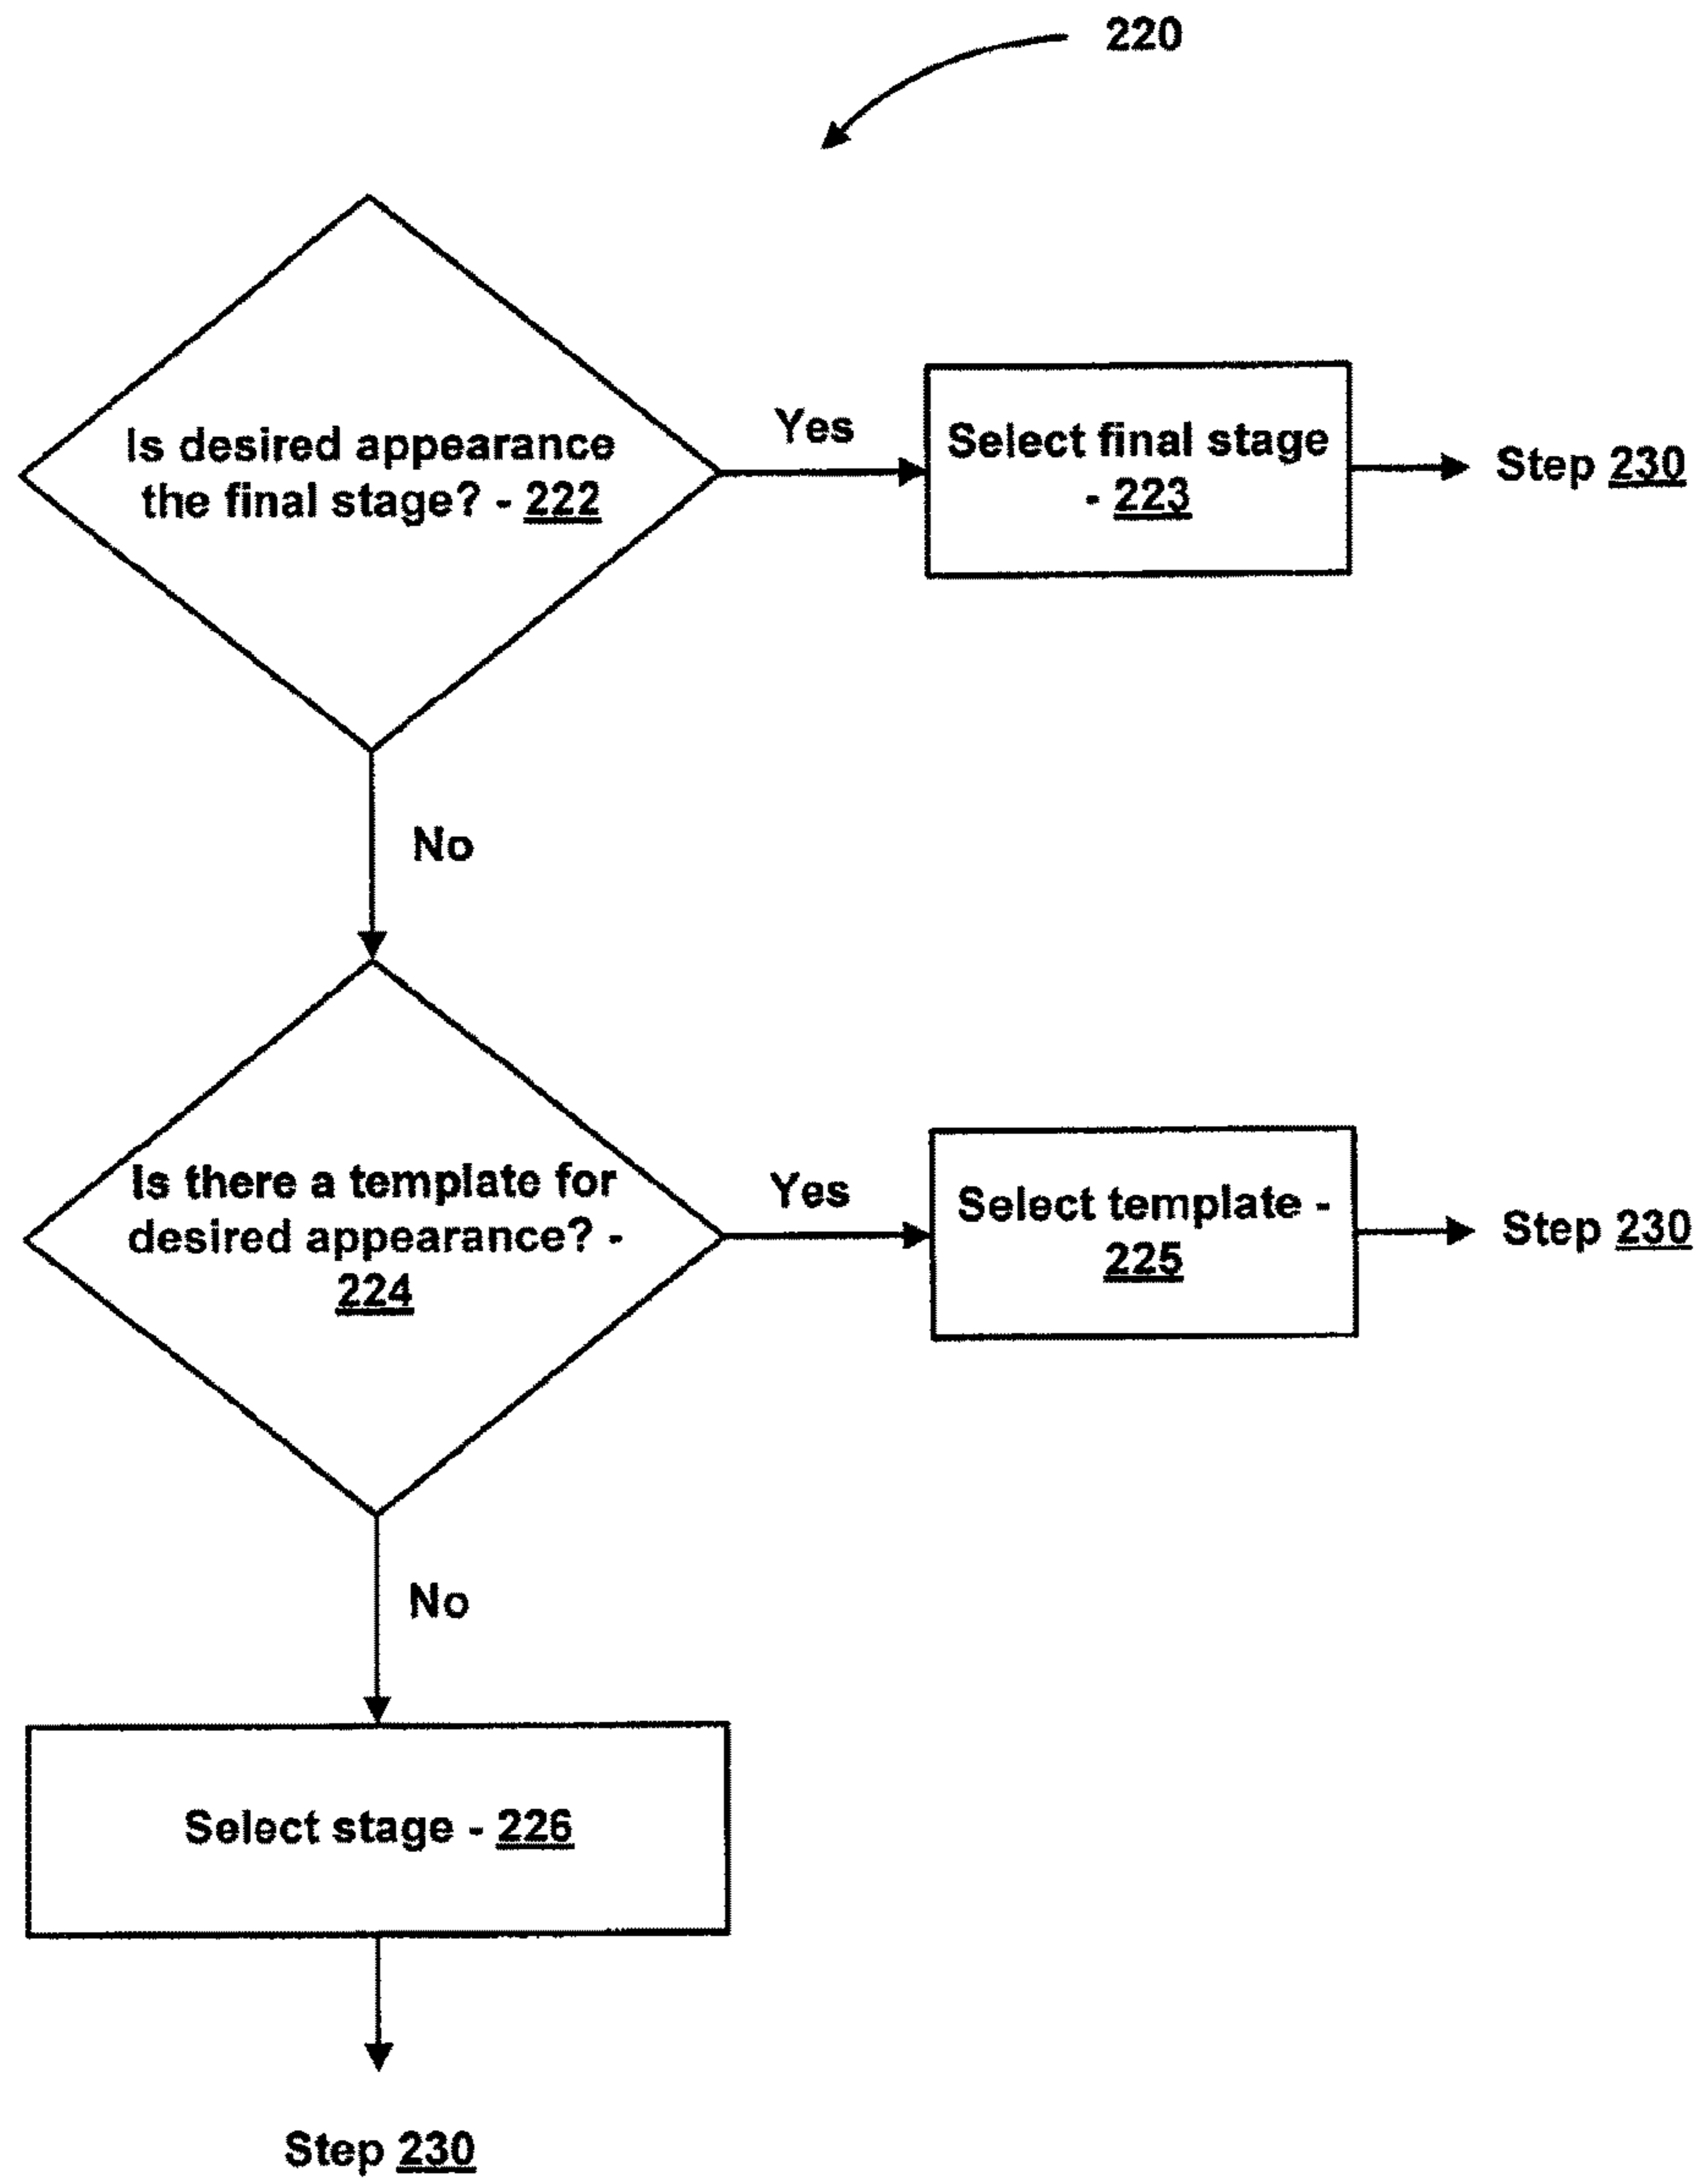 220
Is desired appearance
the final stage? - 222
Yes
Select final stage
- 223
Step 230
No
Is there a template for
desired appearance? -
224
Yes
Select template -
225
Step 230
No
Select stage - 226
Step 230